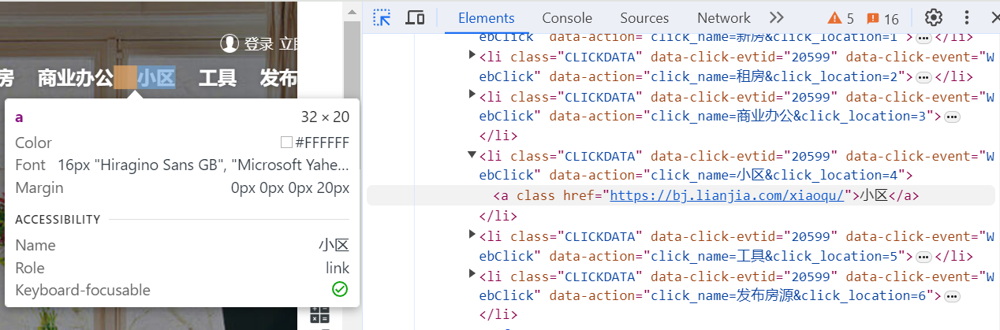 登录 立即
房 商业办公 小区 工具 发布
a 32 × 20
Color #FFFFFF
Font 16px "Hiragino Sans GB", "Microsoft Yahe…
Margin 0px 0px 0px 20px
ACCESSIBILITY
Name 小区
Role link
Keyboard-focusable
Elements Console Sources Network 5 16
ebClick" data-action="click_name=新房&click_location=1">…</li>
<li class="CLICKDATA" data-click-evtid="20599" data-click-event="W
ebClick" data-action="click_name=租房&click_location=2">…</li>
<li class="CLICKDATA" data-click-evtid="20599" data-click-event="W
ebClick" data-action="click_name=商业办公&click_location=3">…
</li>
<li class="CLICKDATA" data-click-evtid="20599" data-click-event="W
ebClick" data-action="click_name=小区&click_location=4">
<a class href="https://bj.lianjia.com/xiaoqu/">小区</a>
</li>
<li class="CLICKDATA" data-click-evtid="20599" data-click-event="W
ebClick" data-action="click_name=工具&click_location=5">…</li>
<li class="CLICKDATA" data-click-evtid="20599" data-click-event="W
ebClick" data-action="click_name=发布房源&click_location=6">…
</li>